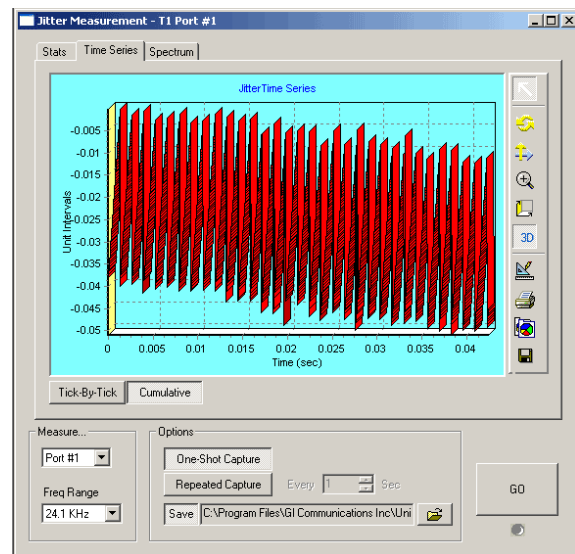 Jitter Measurement - T1 Port #1
Stats Time Series Spectrum
JitterTime Series
Unit Intervals
-0.005
-0.01
-0.015
-0.02
-0.025
-0.03
-0.035
-0.04
-0.045
-0.05
0 0.005 0.01 0.015 0.02 0.025 0.03 0.035 0.04
Time (sec)
3D
Tick-By-Tick Cumulative
Measure...
Port #1
Freq Range
24.1 KHz
Options
One-Shot Capture
Repeated Capture Every 1 Sec
Save C:\Program Files\GI Communications Inc\Uni
GO